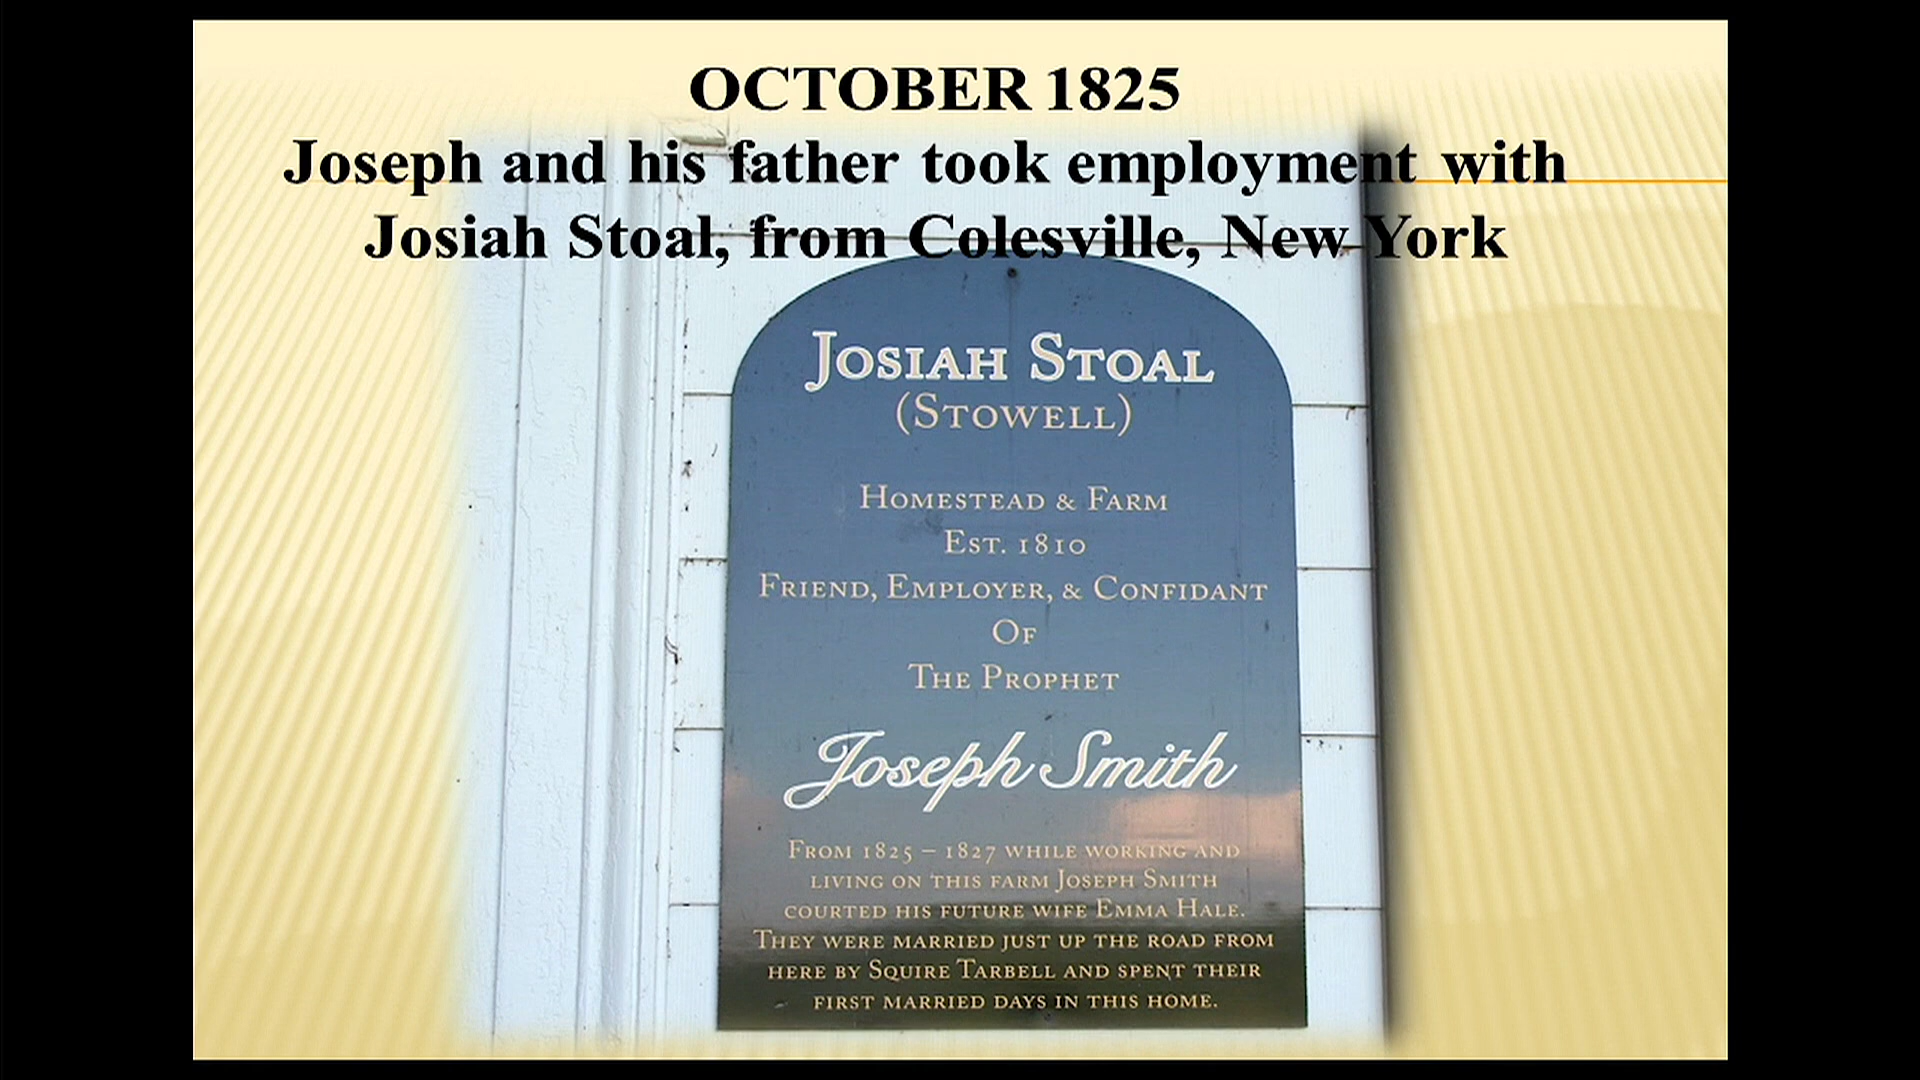 OCTOBER 1825
Joseph and his father took employment with
Josiah Stoal, from Colesville, New York
JOSIAH STOAL
(STOWELL)
HOMESTEAD & FARM
EST. 1810
FRIEND, EMPLOYER, & CONFIDANT
OF
THE PROPHET
Joseph Smith
FROM 1825 – 1827 WHILE WORKING AND
LIVING ON THIS FARM JOSEPH SMITH
COURTED HIS FUTURE WIFE EMMA HALE.
THEY WERE MARRIED JUST UP THE ROAD FROM
HERE BY SQUIRE TARBELL AND SPENT THEIR
FIRST MARRIED DAYS IN THIS HOME.